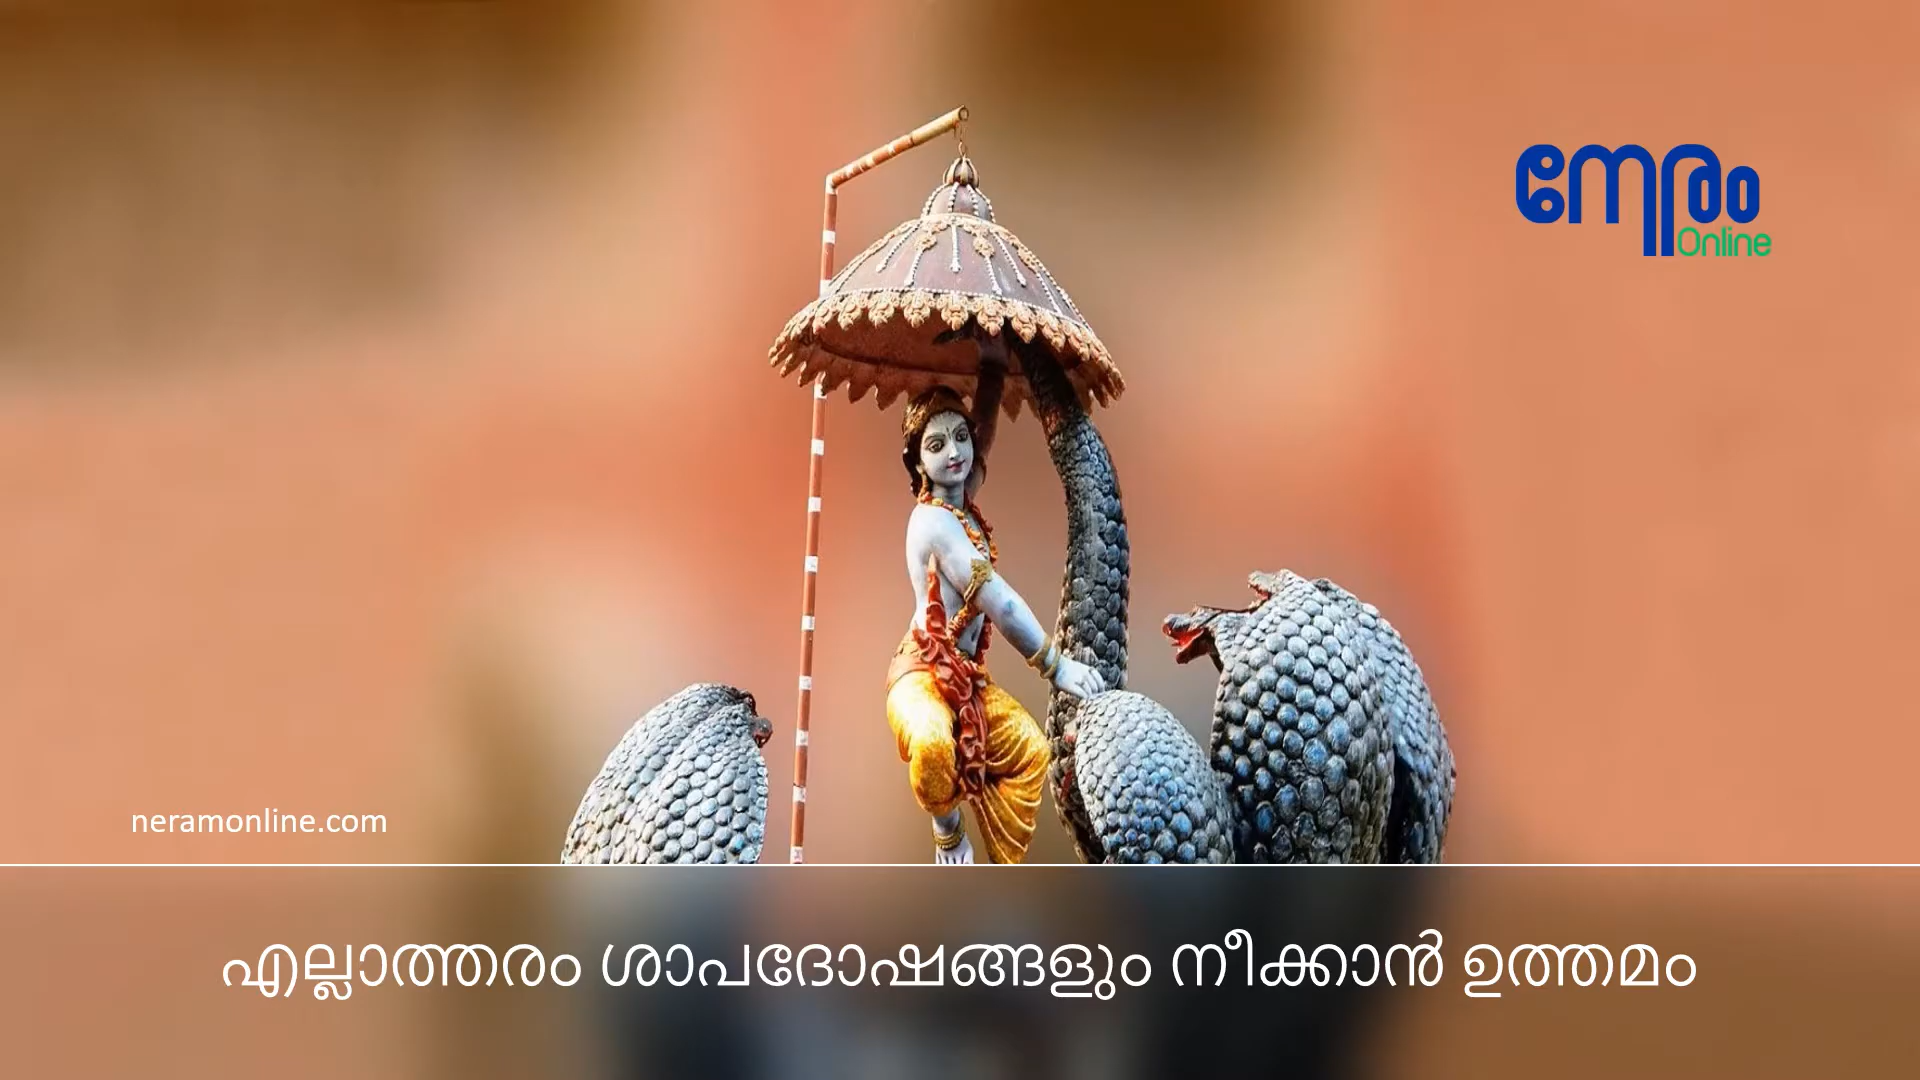 നേരം
Online
neramonline.com
എല്ലാത്തരം ശാപദോഷങ്ങളും നീക്കാൻ ഉത്തമം